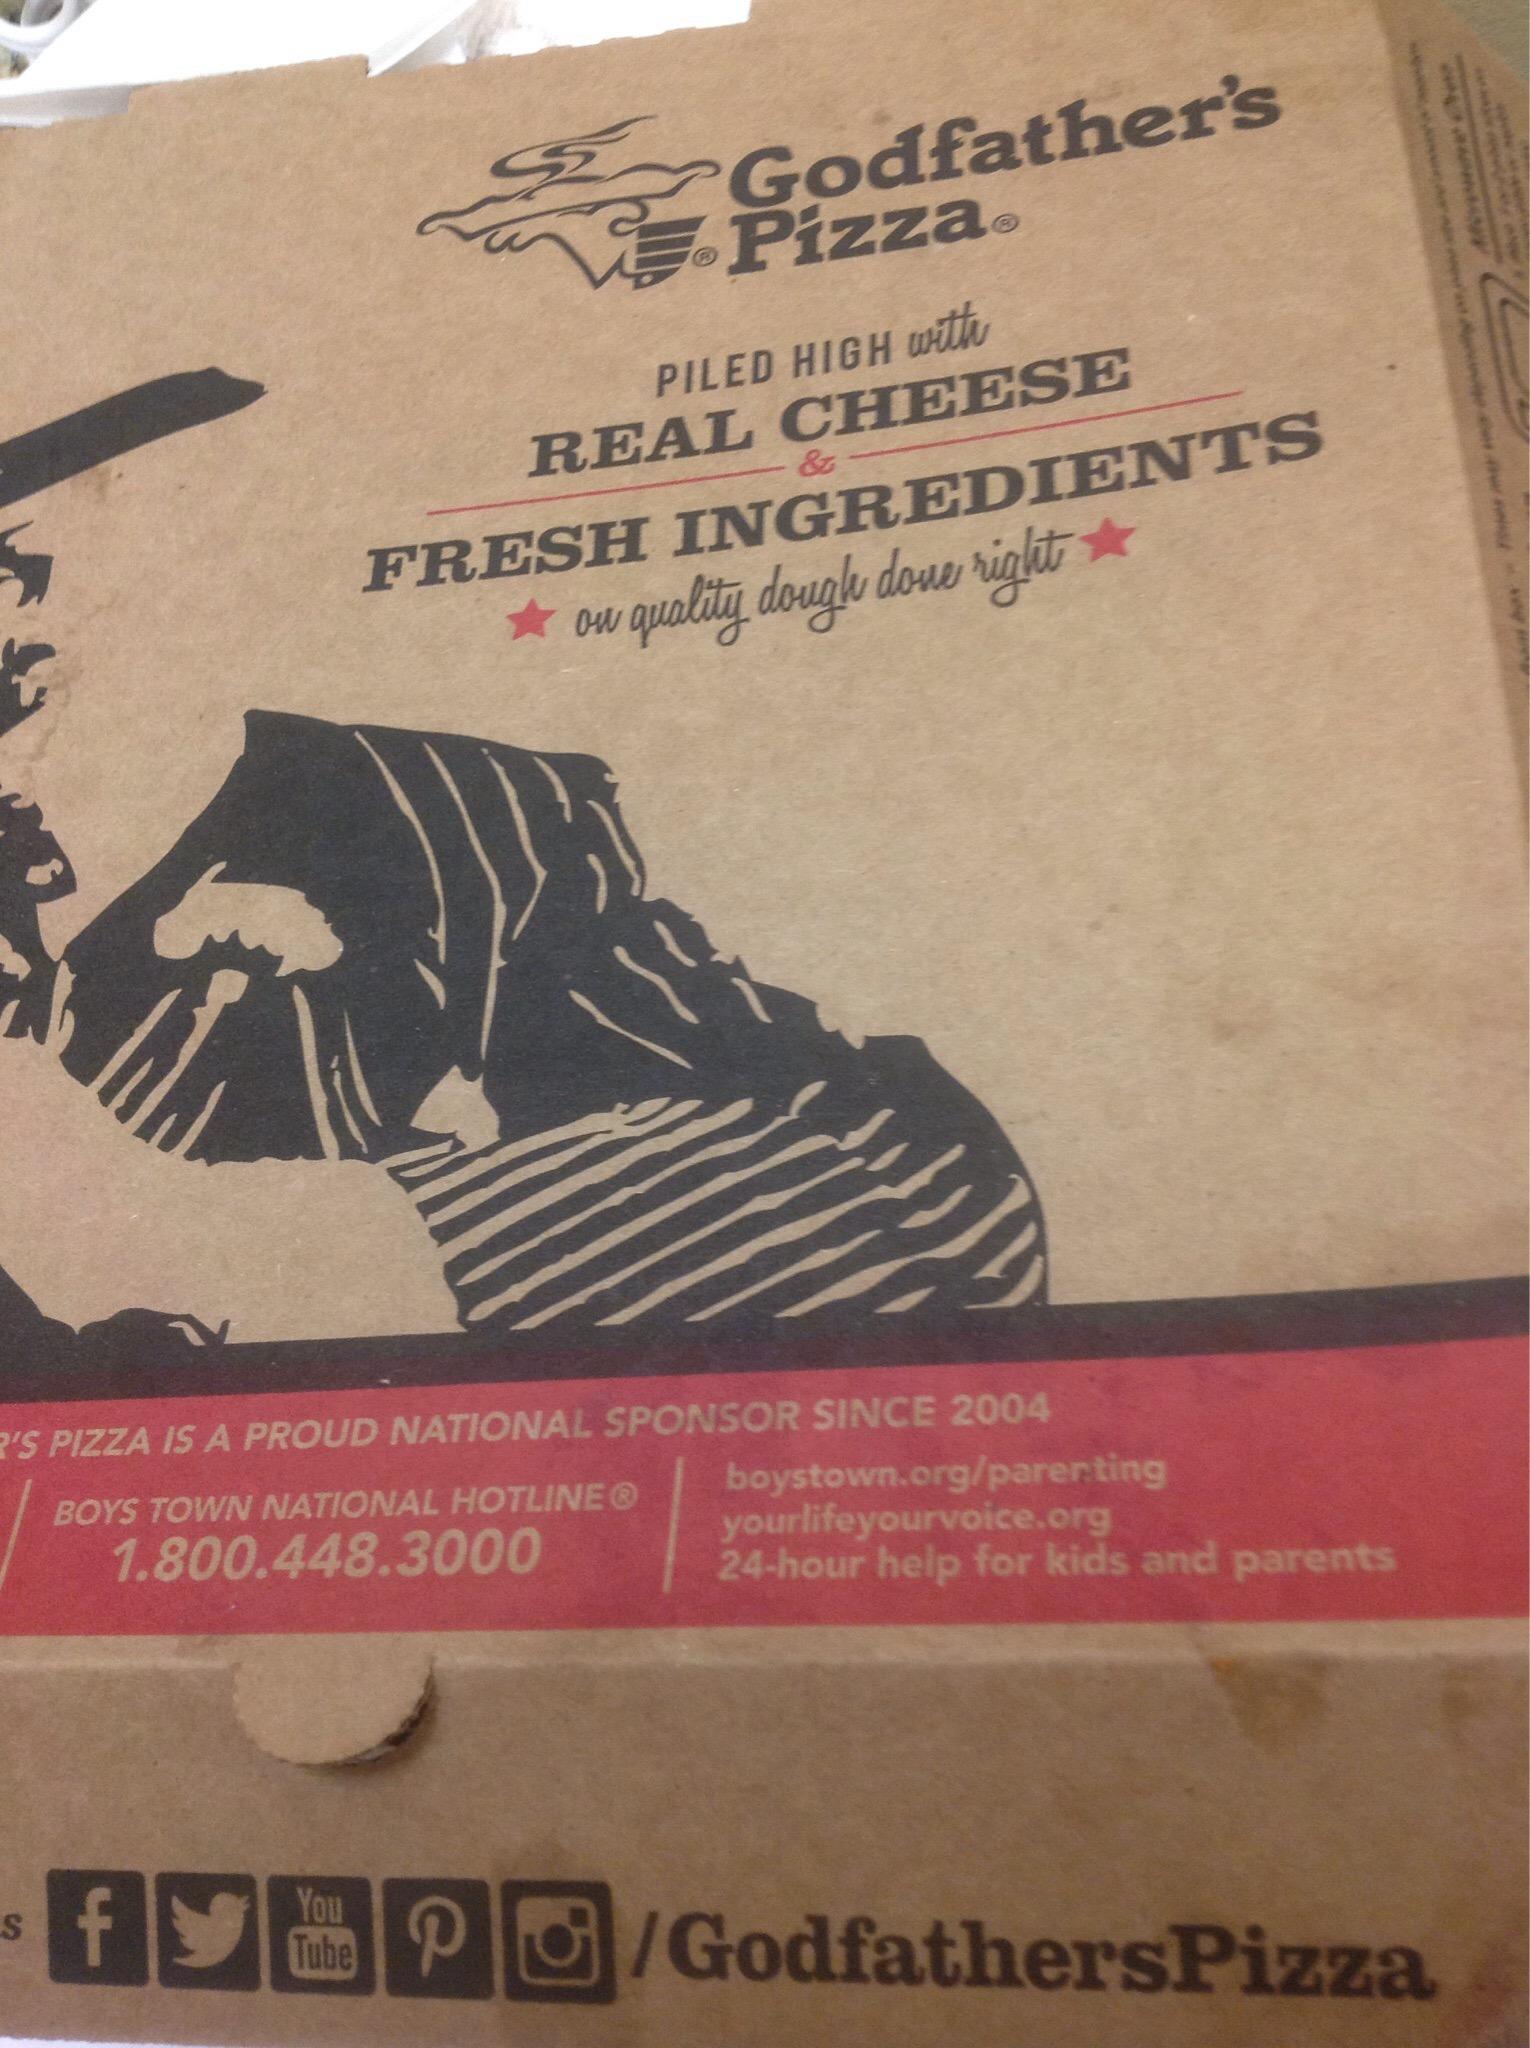 Godfather's
Pizza®
®
PILED HIGH with
REAL CHEESE
&
FRESH INGREDIENTS
on quality dough done right
R'S PIZZA IS A PROUD NATIONAL SPONSOR SINCE 2004
BOYS TOWN NATIONAL HOTLINE®
1.800.448.3000
boystown.org/parenting
yourlifeyourvoice.org
24-hour help for kids and parents
s f You Tube /GodfathersPizza